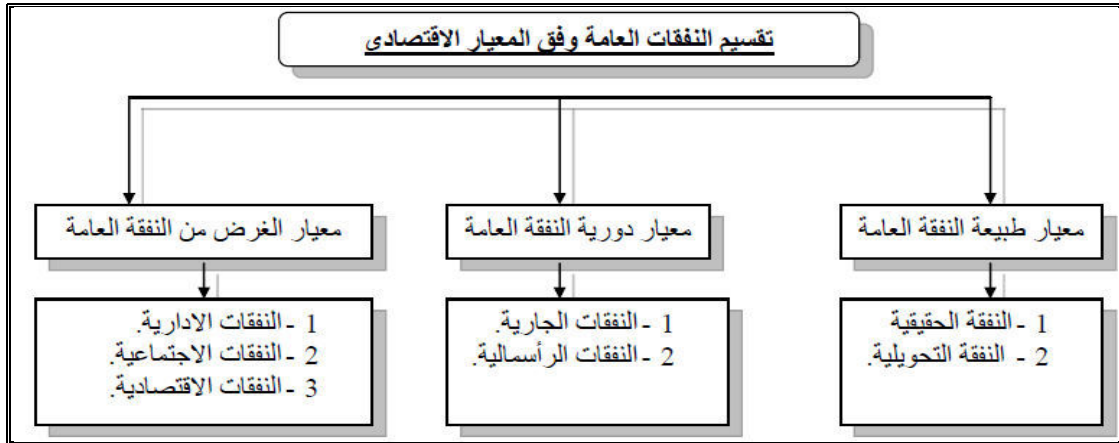 تقسيم النفقات العامة وفق المعيار الاقتصادى
معيار طبيعة النفقة العامة
1 - النفقة الحقيقية
2 - النفقة التحويلية.
معيار دورية النفقة العامة
1 - النفقات الجارية.
2 - النفقات الرأسمالية.
معيار الغرض من النفقة العامة
1 - النفقات الادارية.
2 - النفقات الاجتماعية.
3 - النفقات الاقتصادية.